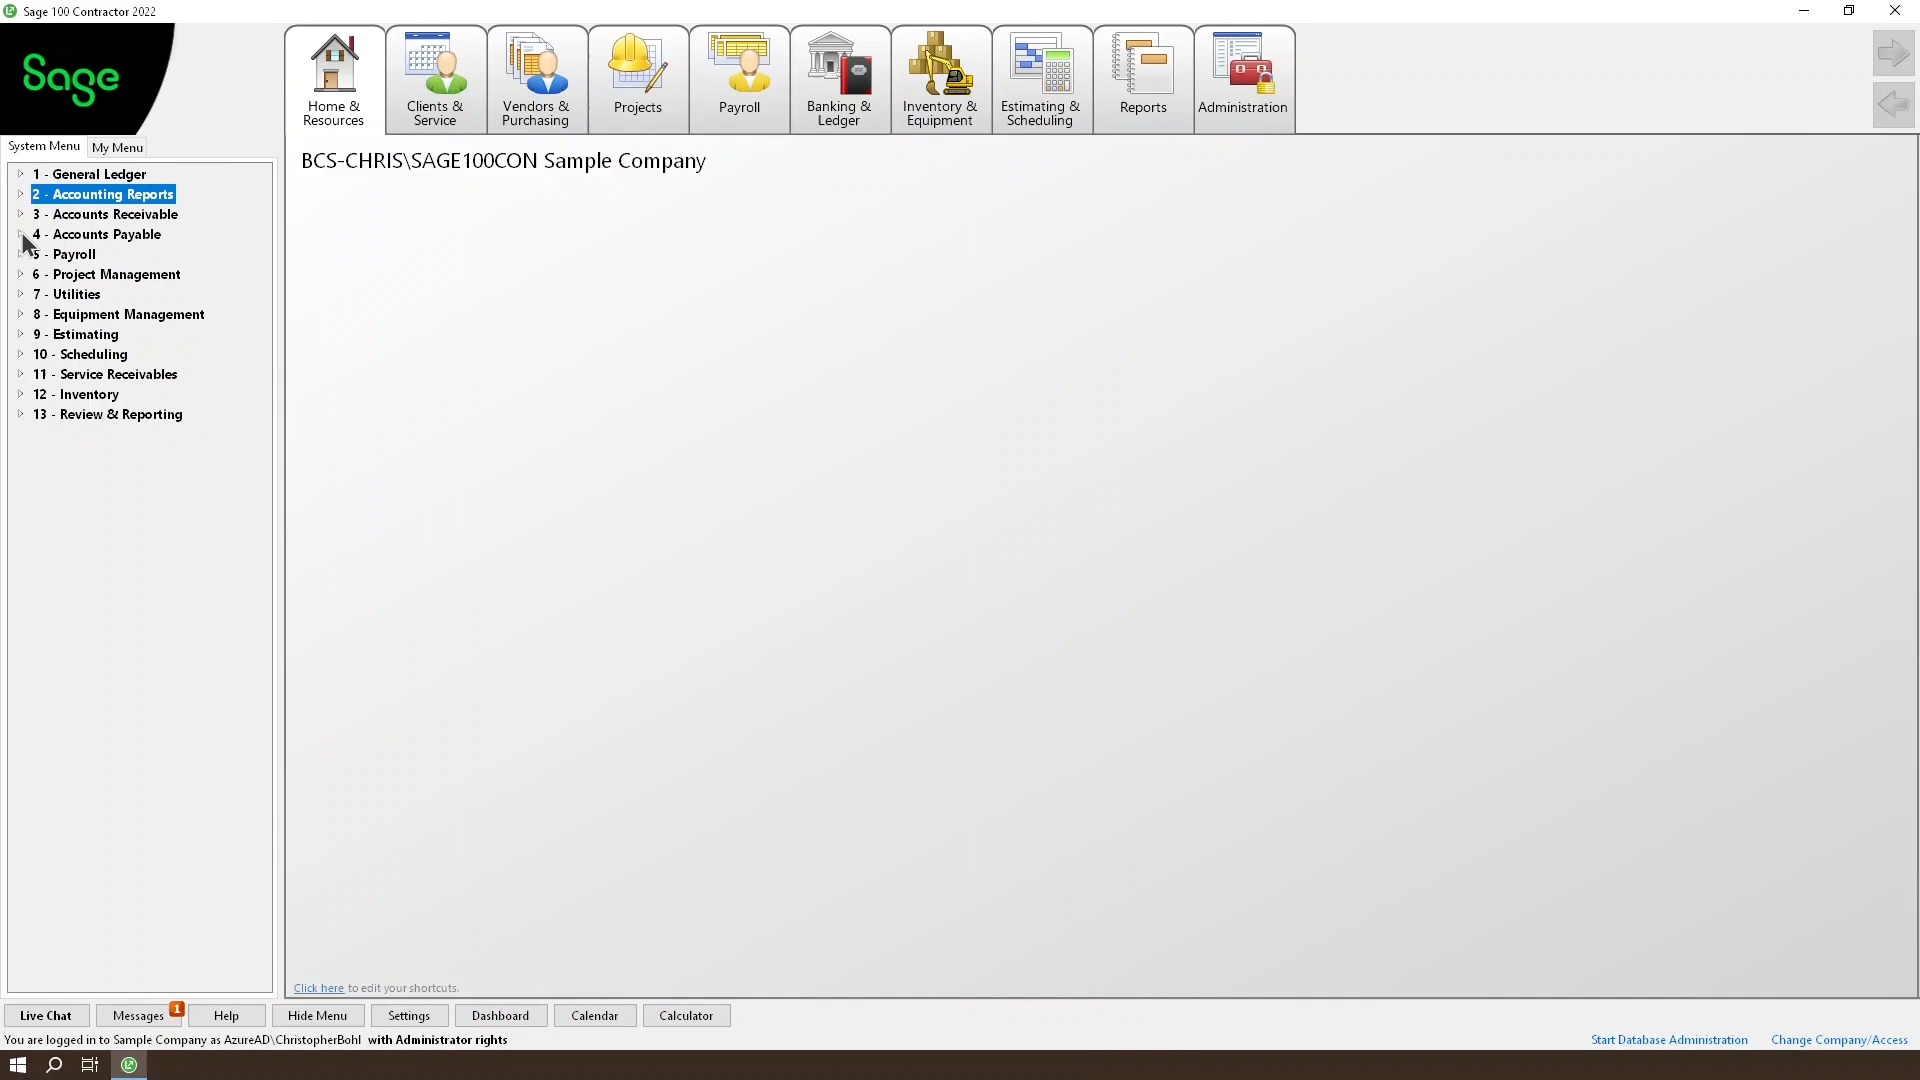 Sage 100 Contractor 2022
Sage
Home & Resources
Clients & Service
Vendors & Purchasing
Projects
Payroll
Banking & Ledger
Inventory & Equipment
Estimating & Scheduling
Reports
Administration
System Menu
My Menu
1 - General Ledger
2 - Accounting Reports
3 - Accounts Receivable
4 - Accounts Payable
5 - Payroll
6 - Project Management
7 - Utilities
8 - Equipment Management
9 - Estimating
10 - Scheduling
11 - Service Receivables
12 - Inventory
13 - Review & Reporting
BCS-CHRIS\SAGE100CON Sample Company
Click here to edit your shortcuts.
Live Chat
Messages 1
Help
Hide Menu
Settings
Dashboard
Calendar
Calculator
You are logged in to Sample Company as AzureAD\ChristopherBohl with Administrator rights
Start Database Administration
Change Company/Access